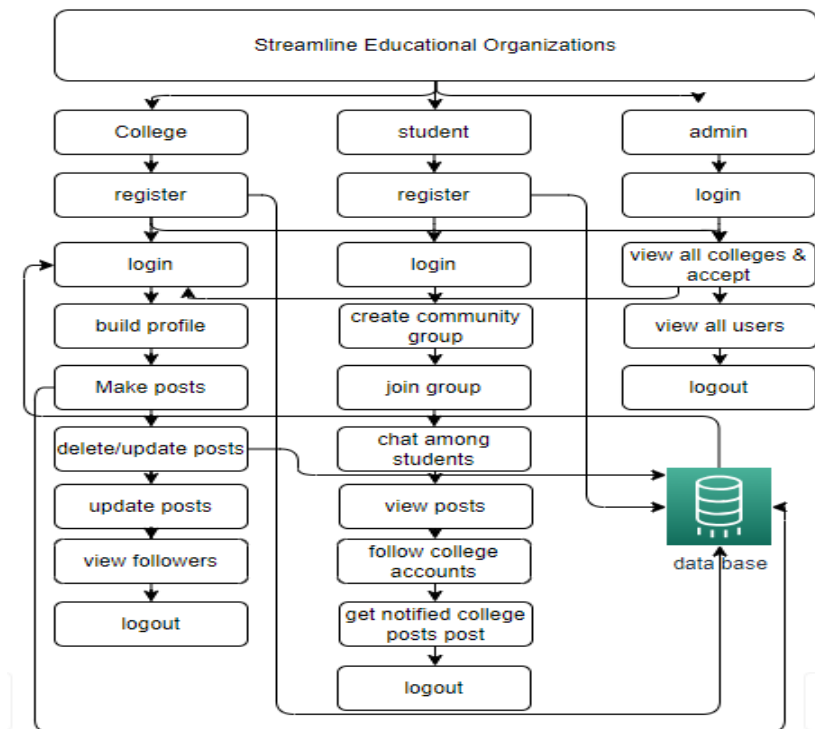 Streamline Educational Organizations
College
student
admin
register
register
login
login
login
view all colleges &
accept
build profile
create community
group
view all users
Make posts
join group
logout
delete/update posts
chat among
students
update posts
view posts
data base
view followers
follow college
accounts
logout
get notified college
posts post
logout